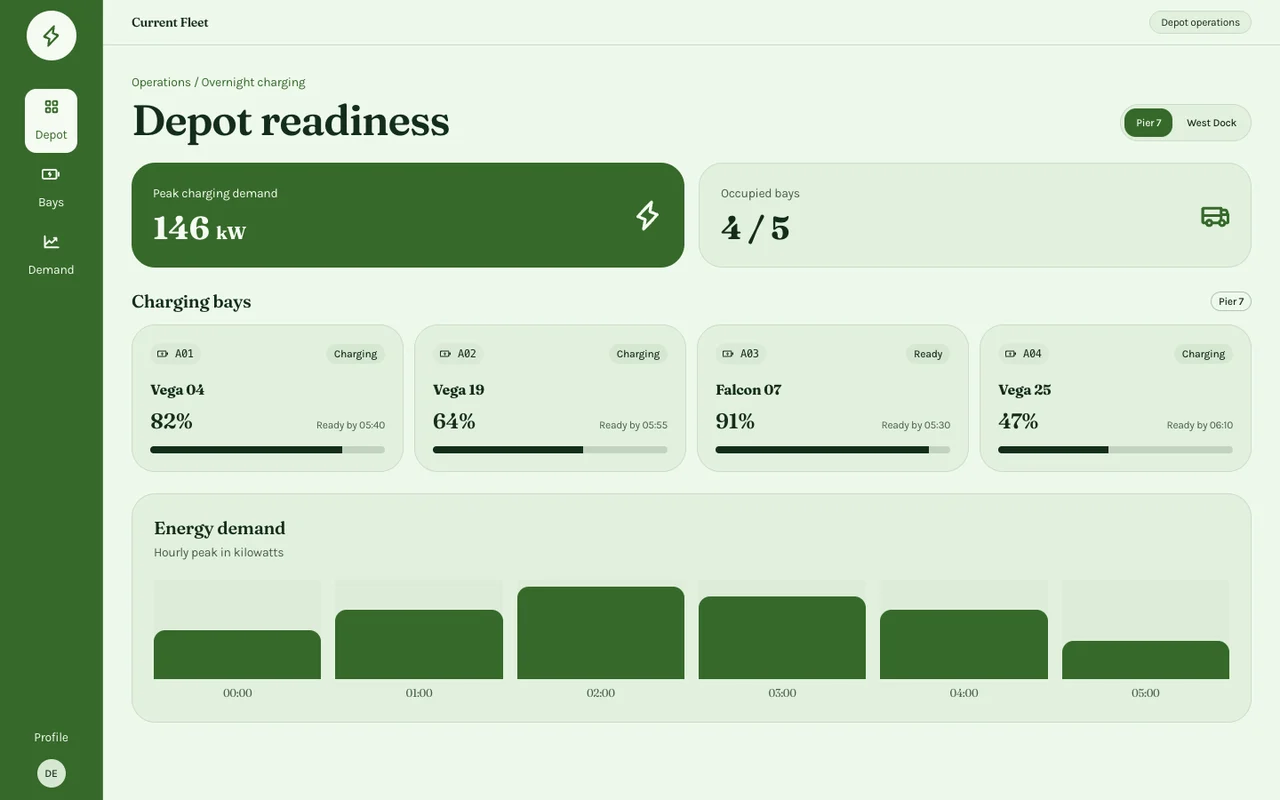 Current Fleet
Depot operations
Depot
Bays
Demand
Profile
DE
Operations / Overnight charging
Depot readiness
Pier 7
West Dock
Peak charging demand
146 kW
Occupied bays
4 / 5
Charging bays
Pier 7
A01
Charging
Vega 04
82%
Ready by 05:40
A02
Charging
Vega 19
64%
Ready by 05:55
A03
Ready
Falcon 07
91%
Ready by 05:30
A04
Charging
Vega 25
47%
Ready by 06:10
Energy demand
Hourly peak in kilowatts
00:00
01:00
02:00
03:00
04:00
05:00